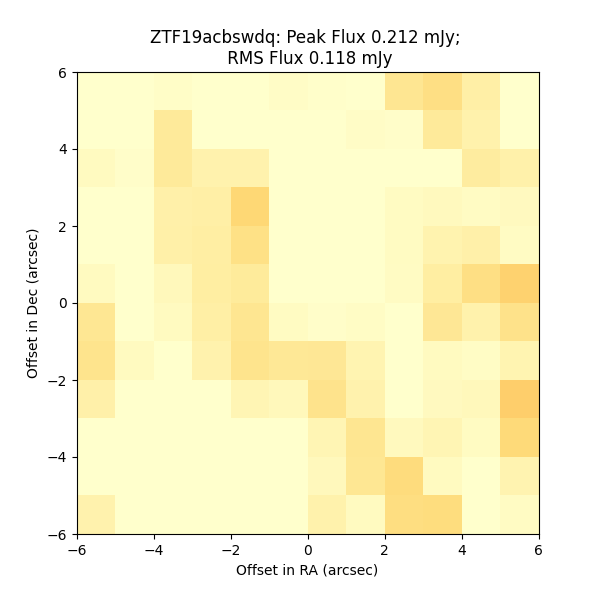 ZTF19acbswdq: Peak Flux 0.212 mJy;
RMS Flux 0.118 mJy
6
4
2
0
−2
−4
−6
Offset in Dec (arcsec)
−6 −4 −2 0 2 4 6
Offset in RA (arcsec)